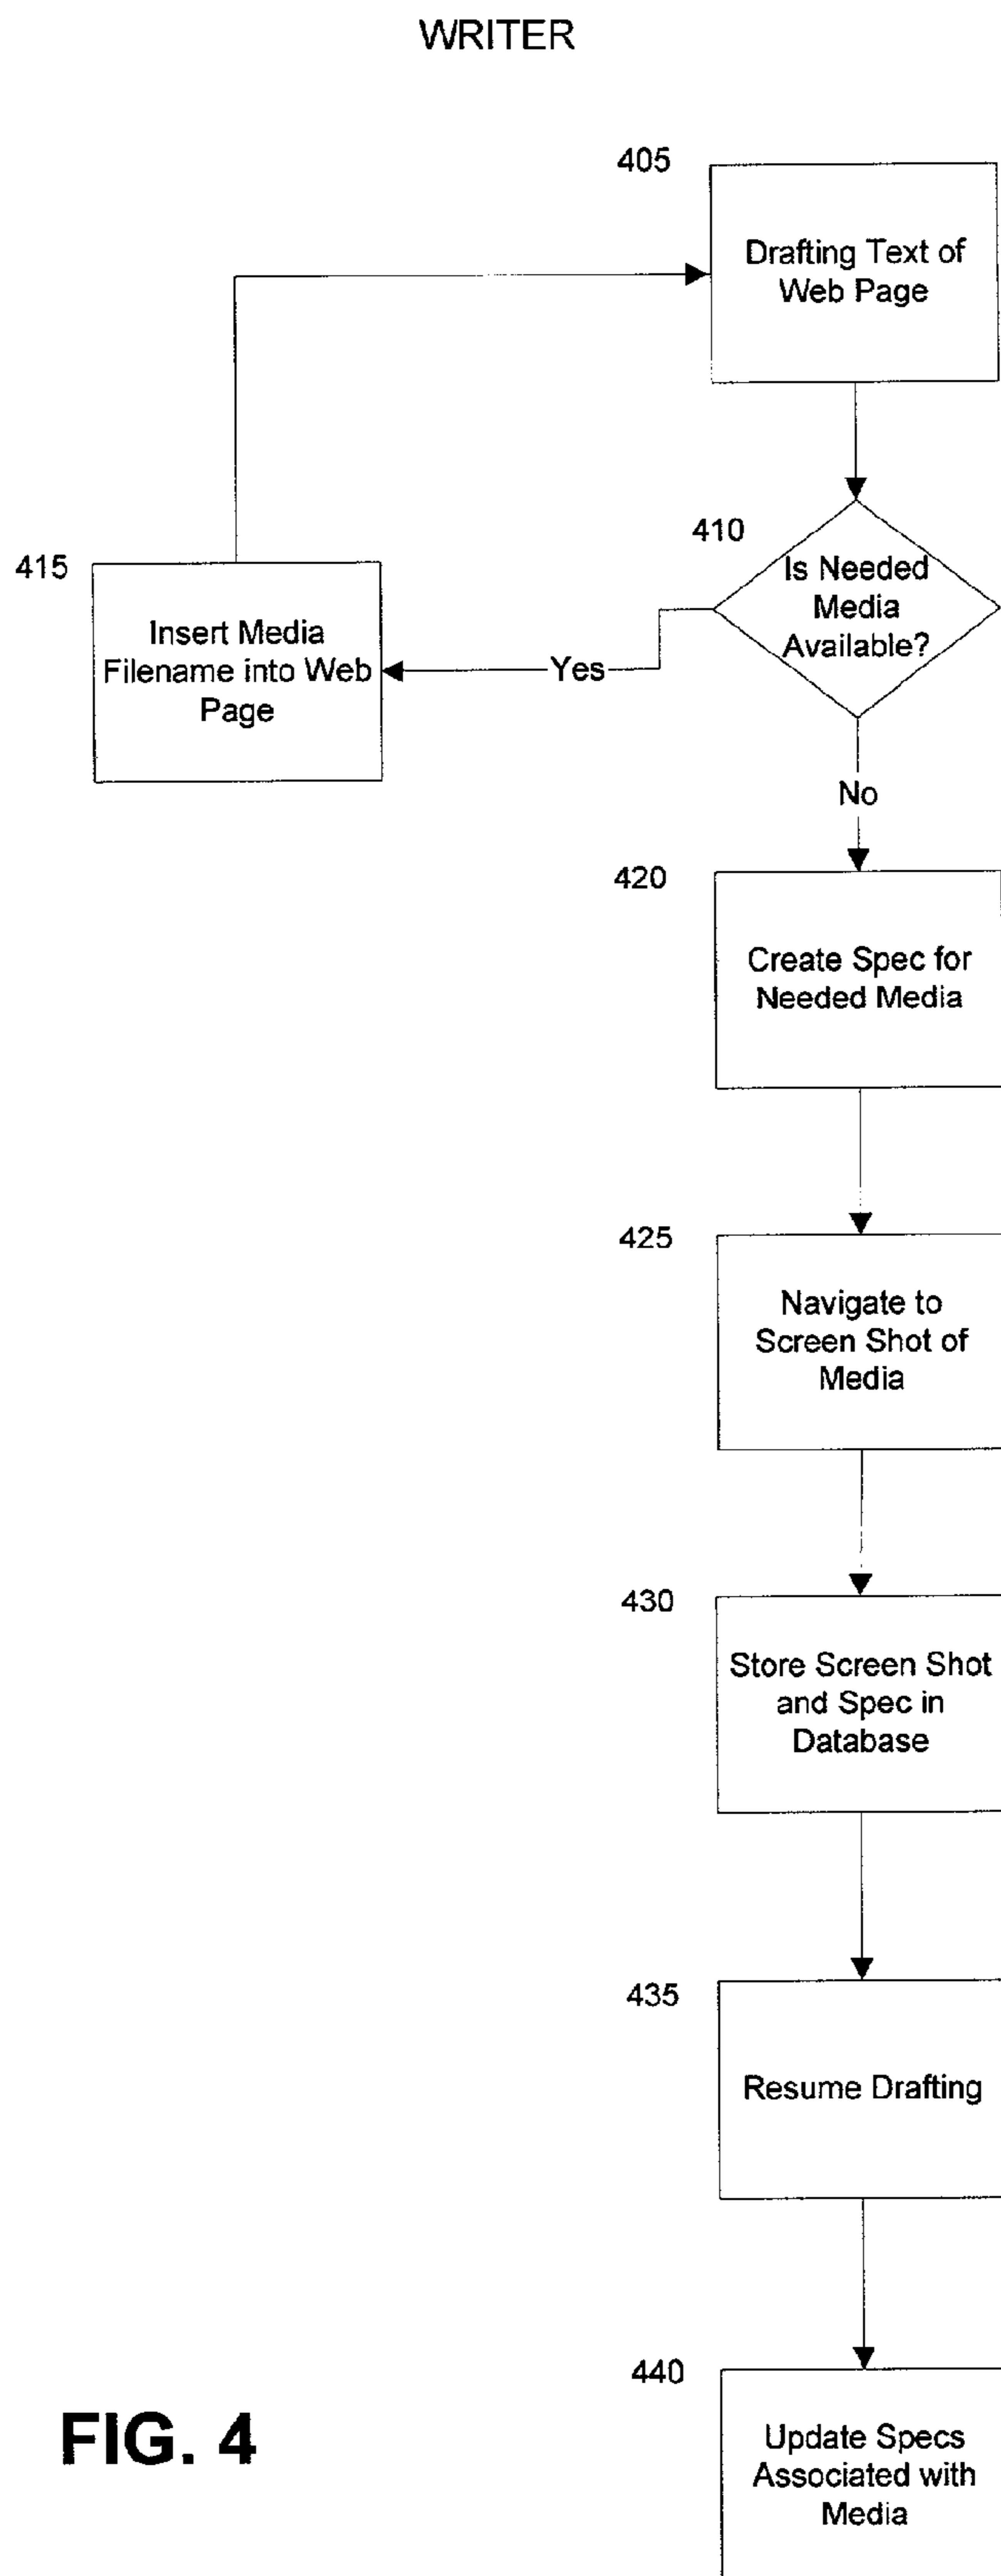 WRITER
405
Drafting Text of
Web Page
410
Is Needed
Media
Available?
415
Insert Media
Filename into Web
Page
Yes
No
420
Create Spec for
Needed Media
425
Navigate to
Screen Shot of
Media
430
Store Screen Shot
and Spec in
Database
435
Resume Drafting
440
Update Specs
Associated with
Media
FIG. 4